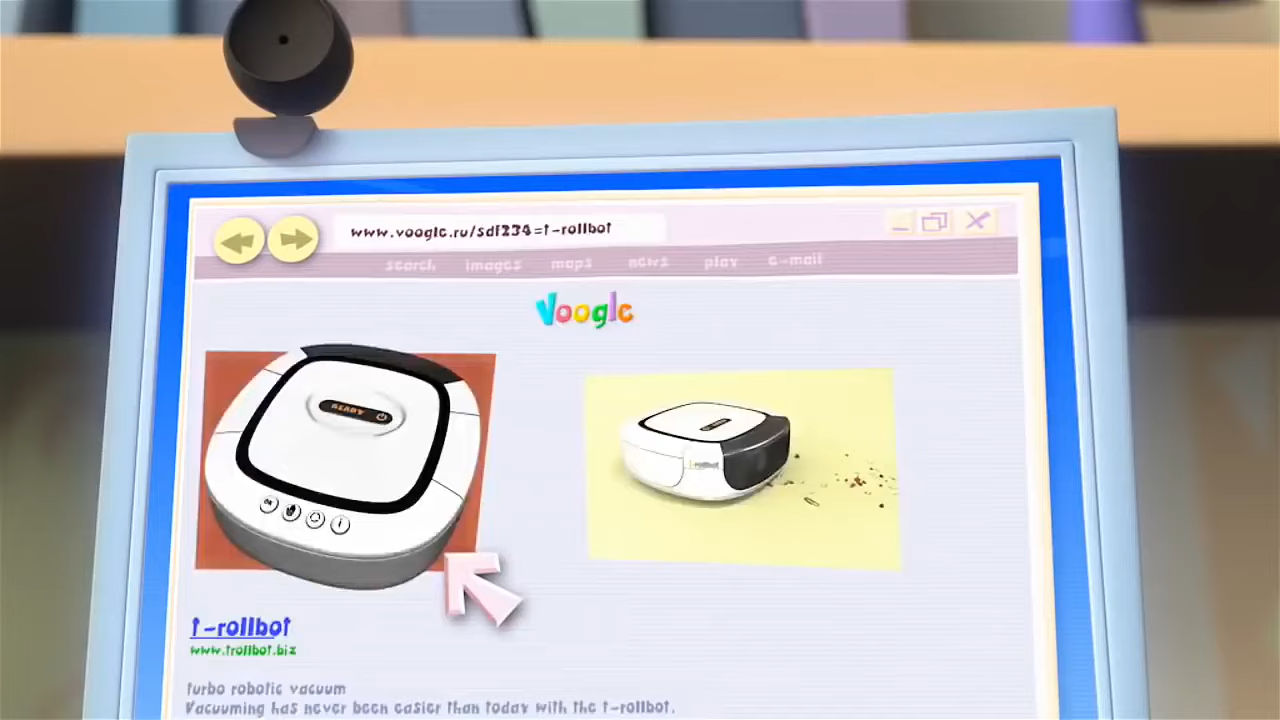 www.voogle.ru/sdf234=t-rollbot
search images maps news play e-mail
Voogle
READY
OK
t-rollbot
t-rollbot
www.trollbot.biz
turbo robotic vacuum
Vacuuming has never been easier than today with the t-rollbot.